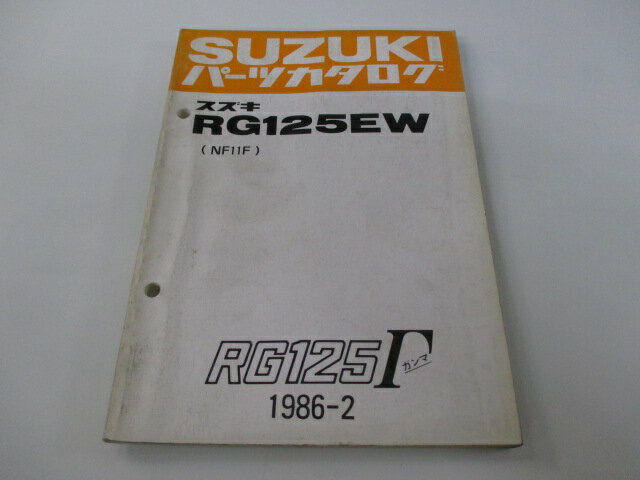 SUZUKI
パーツカタログ
スズキ
RG125EW
(NF11F)
RG125Γ
ガンマ
1986-2